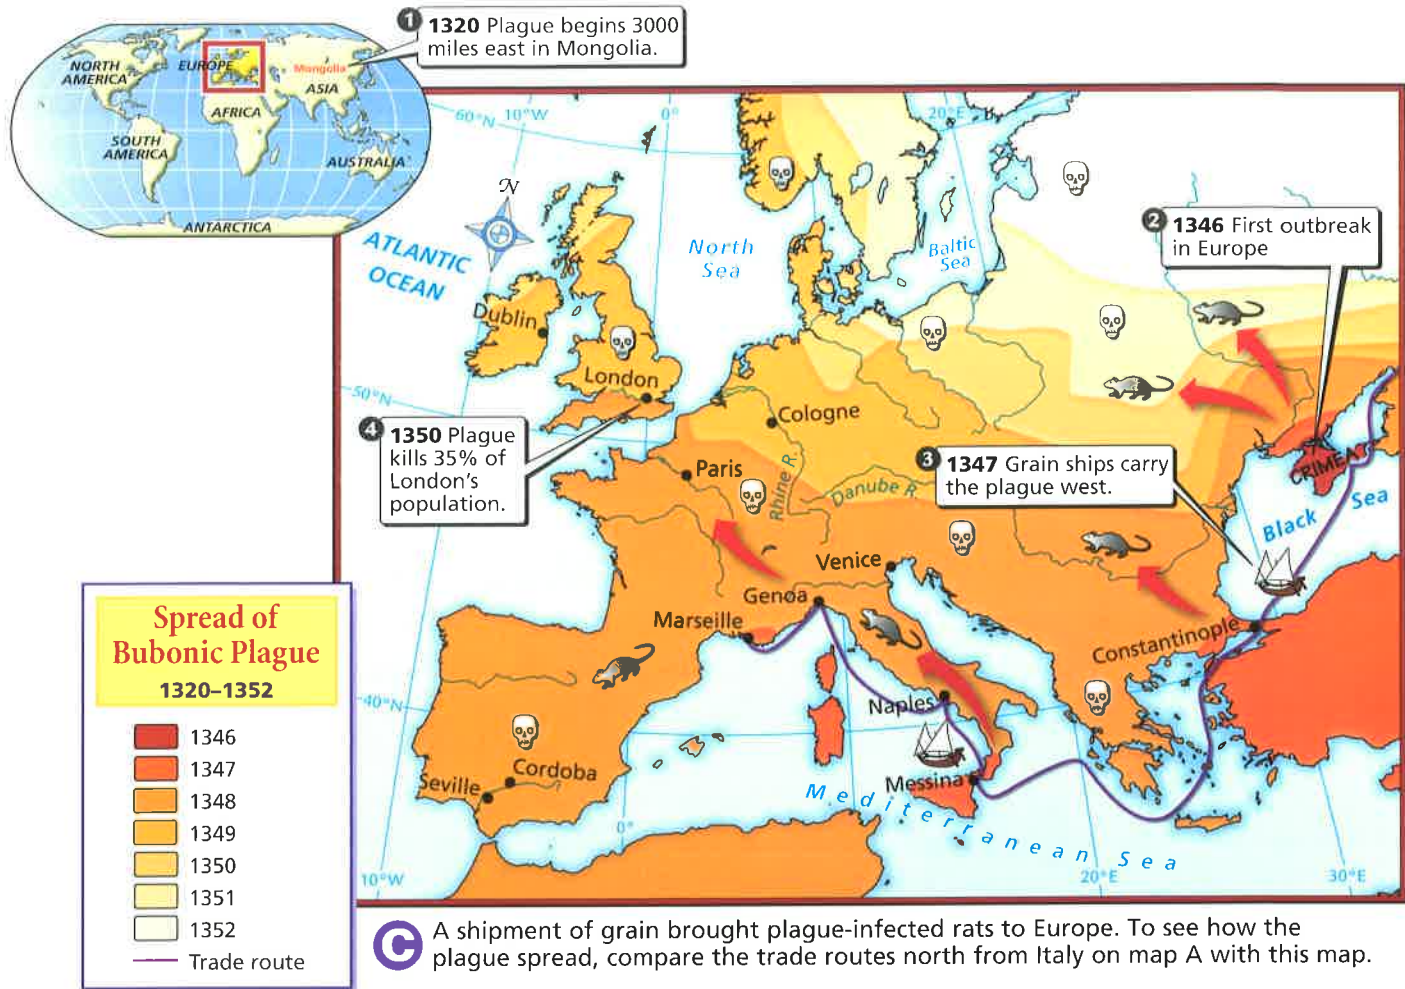 1 1320 Plague begins 3000
miles east in Mongolia.
NORTH
AMERICA
EUROPE
Mongolia
ASIA
AFRICA
SOUTH
AMERICA
AUSTRALIA
ANTARCTICA
60°N
10°W
0°
20°E
N
ATLANTIC
OCEAN
North
Sea
Baltic
Sea
2 1346 First outbreak
in Europe
Dublin
London
50°N
Cologne
4 1350 Plague
kills 35% of
London's
population.
Paris
Rhine R.
Danube R.
3 1347 Grain ships carry
the plague west.
CRIMEA
Black Sea
Venice
Genoa
Marseille
Constantinople
Spread of
Bubonic Plague
1320–1352
1346
1347
1348
1349
1350
1351
1352
Trade route
40°N
Naples
Messina
Cordoba
Seville
Mediterranean Sea
0°
10°W
20°E
30°E
C A shipment of grain brought plague-infected rats to Europe. To see how the
plague spread, compare the trade routes north from Italy on map A with this map.